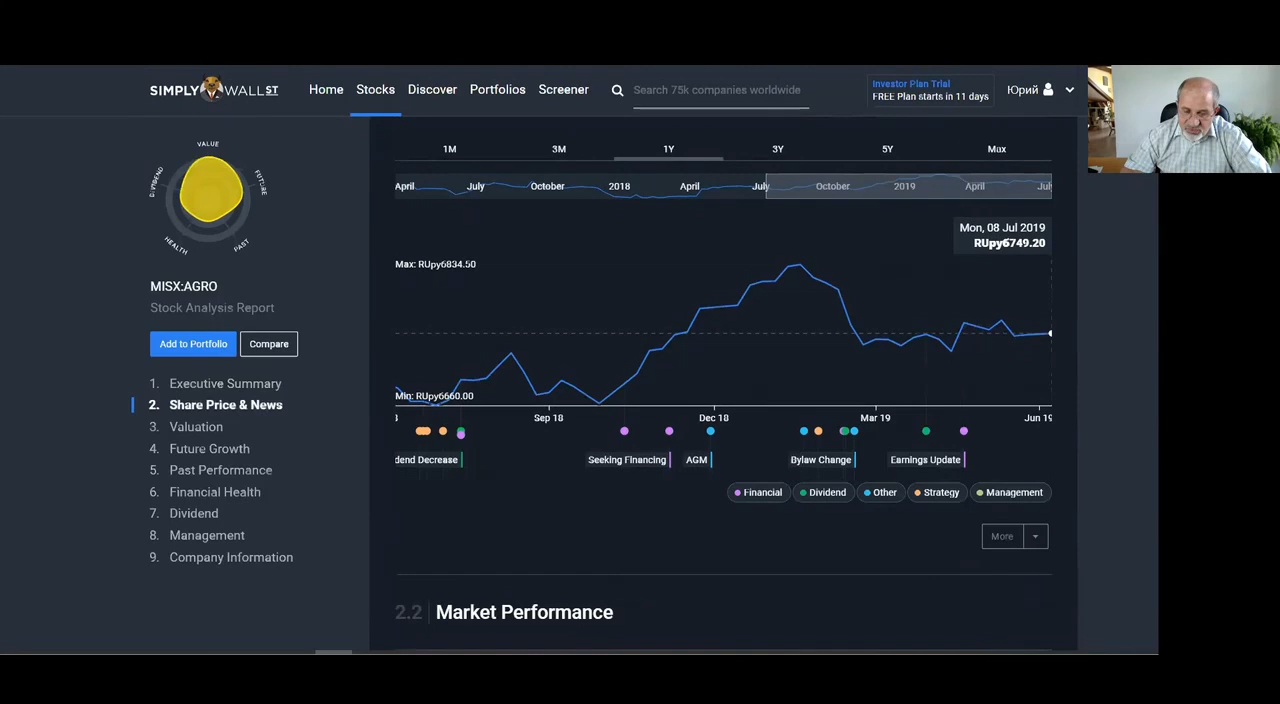 SIMPLY WALL ST
Home Stocks Discover Portfolios Screener
Search 75k companies worldwide
Investor Plan Trial
FREE Plan starts in 11 days
Юрий
VALUE
FUTURE
PAST
HEALTH
DIVIDEND
MISX:AGRO
Stock Analysis Report
Add to Portfolio
Compare
1. Executive Summary
2. Share Price & News
3. Valuation
4. Future Growth
5. Past Performance
6. Financial Health
7. Dividend
8. Management
9. Company Information
1M 3M 1Y 3Y 5Y Max
April July October 2018 April July October 2019 April Jul
Mon, 08 Jul 2019
RUруб749.20
Max: RUруб834.50
Min: RUруб660.00
8 Sep 18 Dec 18 Mar 19 Jun 19
dend Decrease Seeking Financing AGM Bylaw Change Earnings Update
Financial Dividend Other Strategy Management
More
2.2 Market Performance